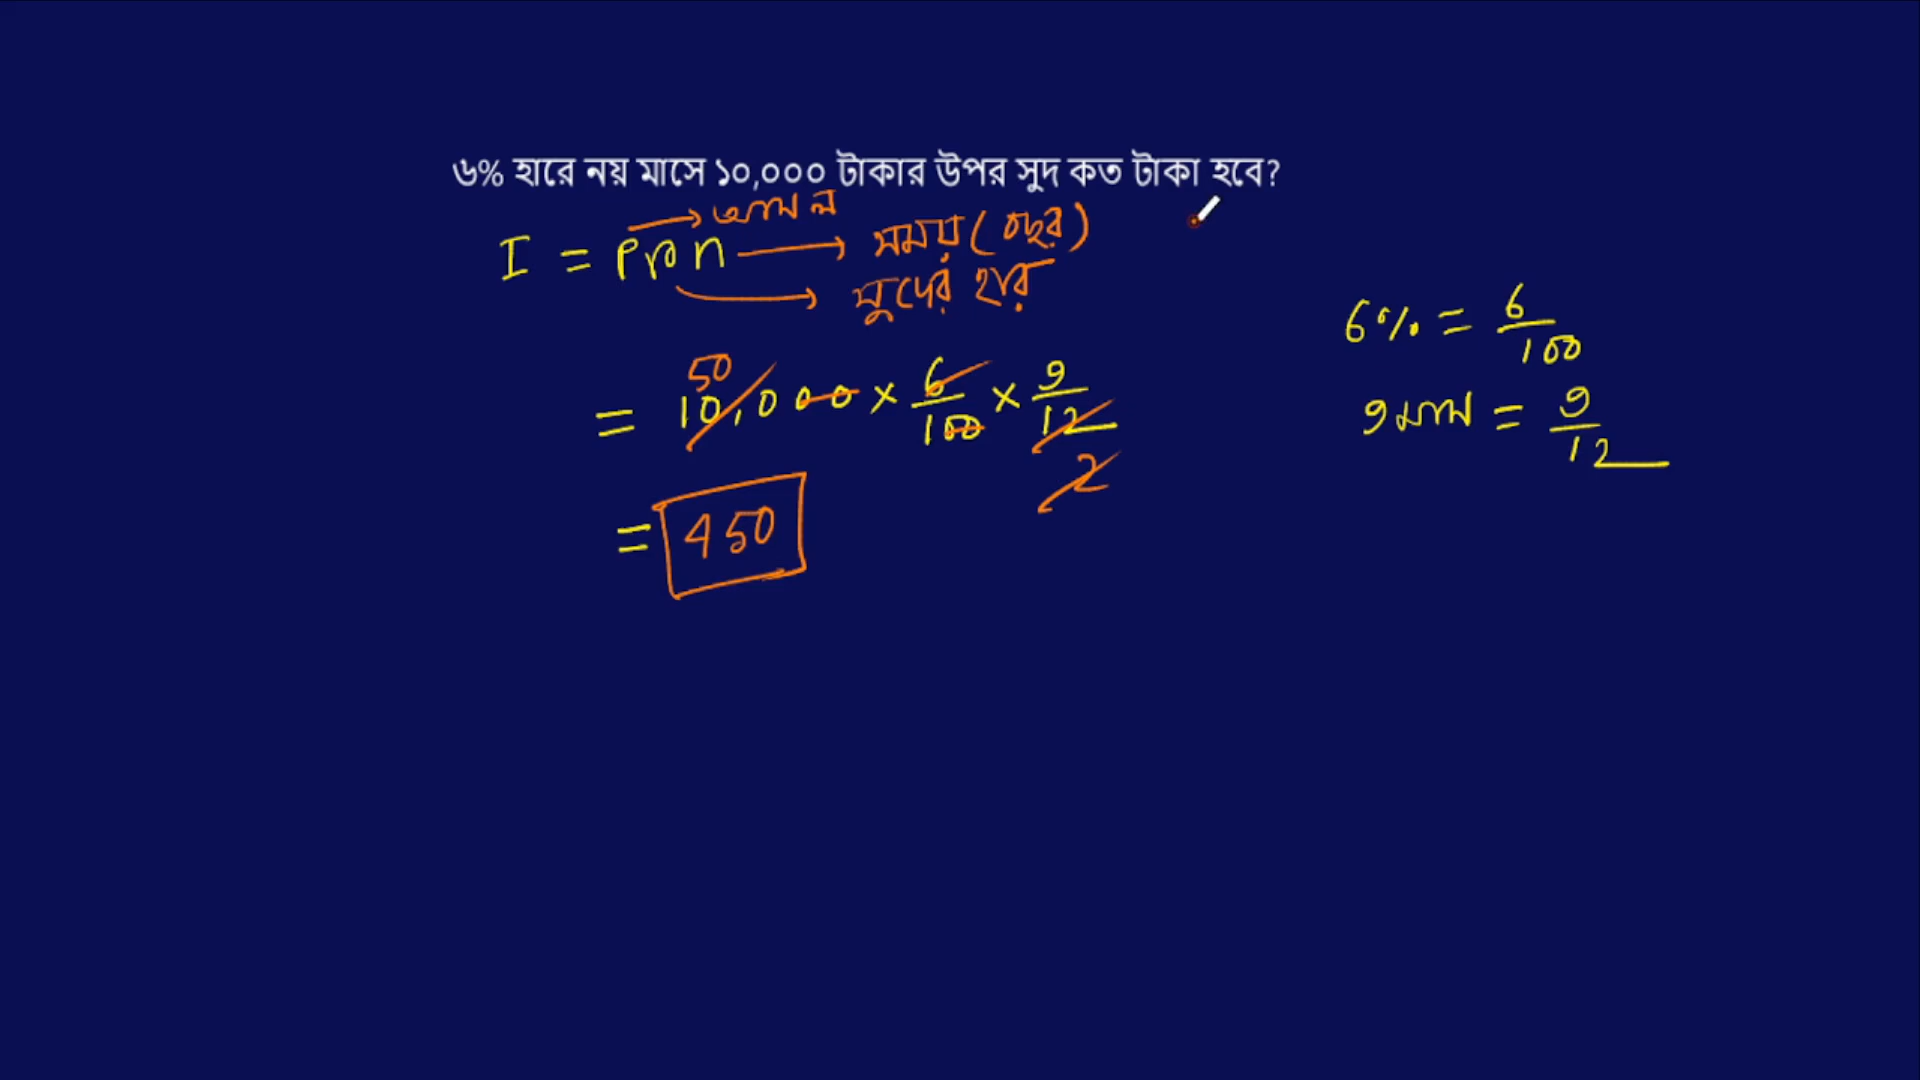 ৬% হারে নয় মাসে ১০,০০০ টাকার উপর সুদ কত টাকা হবে?
আসল
I = Prn সময় (বছর)
সুদের হার
6% = 6/100
50
= 10,000 × 6/100 × 9/12
9 মাস = 9/12
2
= 450